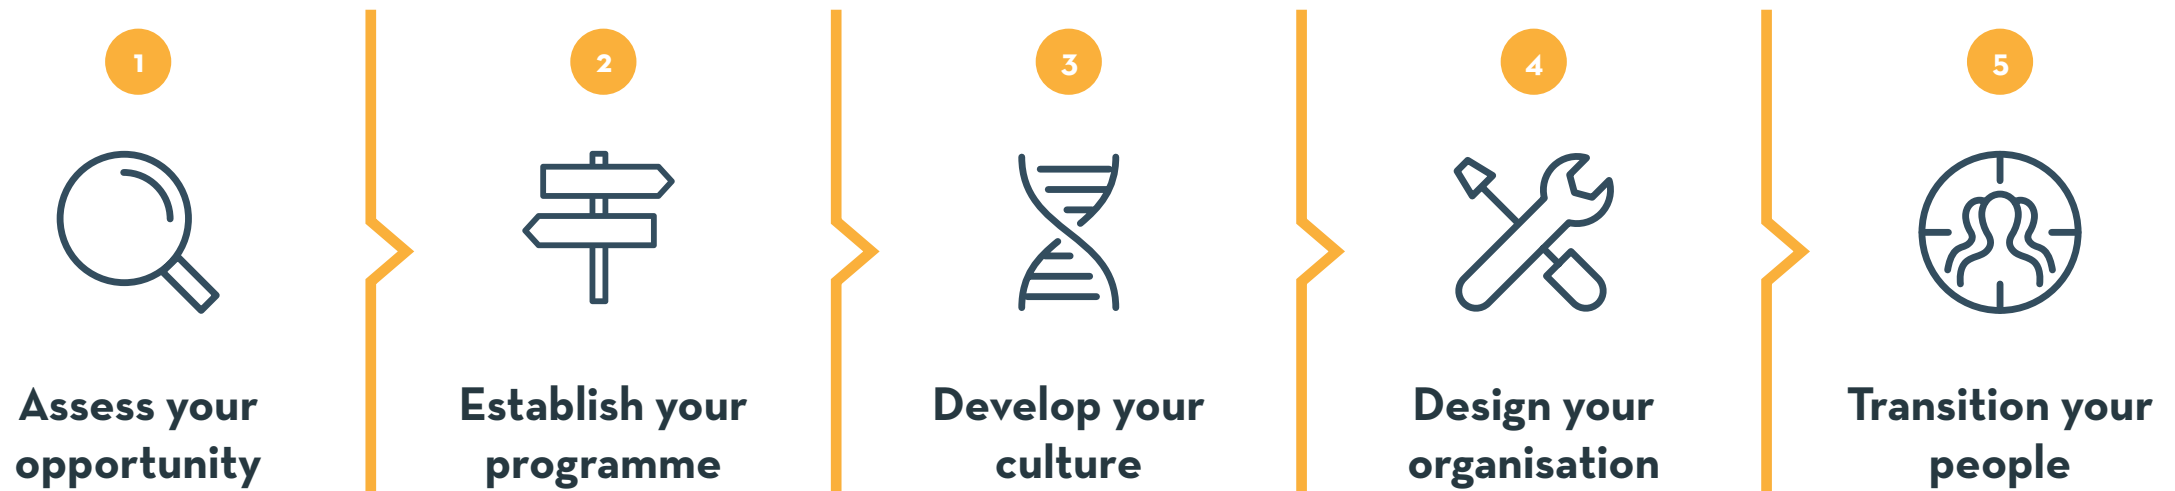 1
Assess your
opportunity
2
Establish your
programme
3
Develop your
culture
4
Design your
organisation
5
Transition your
people